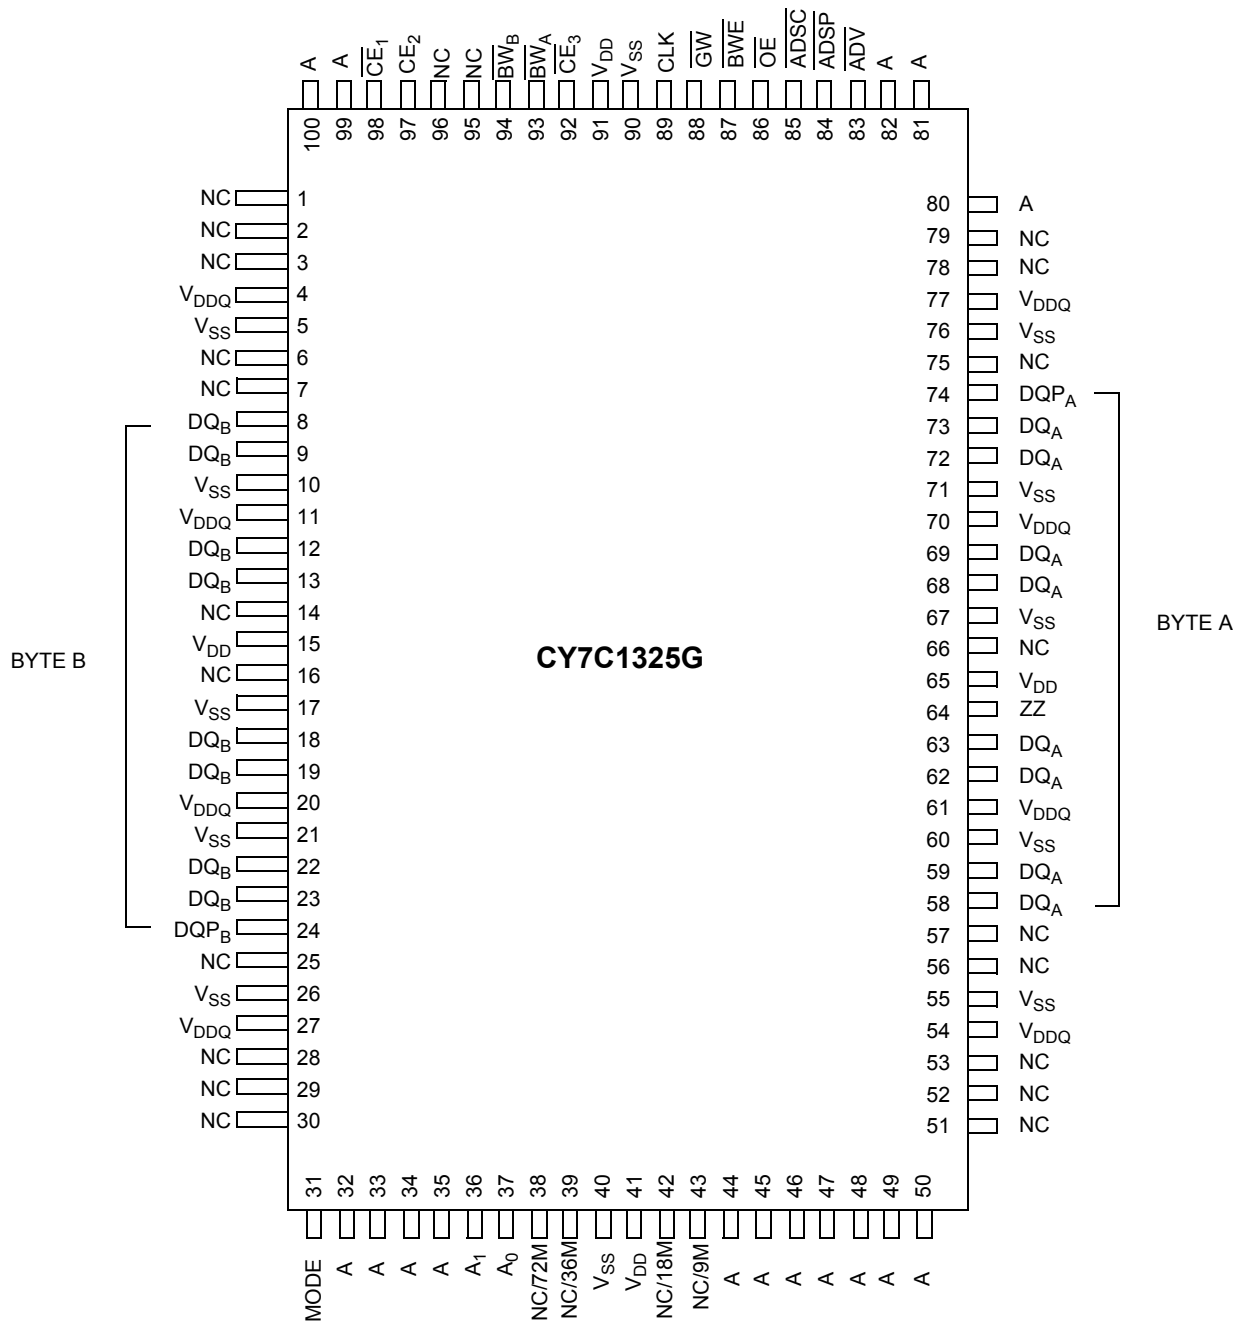 A A CE1 CE2 NC NC BWB BWA CE3 VDD VSS CLK GW BWE OE ADSC ADSP ADV A A
100 99 98 97 96 95 94 93 92 91 90 89 88 87 86 85 84 83 82 81
NC 1
NC 2
NC 3
VDDQ 4
VSS 5
NC 6
NC 7
DQB 8
DQB 9
VSS 10
VDDQ 11
DQB 12
DQB 13
NC 14
VDD 15
NC 16
VSS 17
DQB 18
DQB 19
VDDQ 20
VSS 21
DQB 22
DQB 23
DQPB 24
NC 25
VSS 26
VDDQ 27
NC 28
NC 29
NC 30
BYTE B
CY7C1325G
80 A
79 NC
78 NC
77 VDDQ
76 VSS
75 NC
74 DQPA
73 DQA
72 DQA
71 VSS
70 VDDQ
69 DQA
68 DQA
67 VSS
66 NC
65 VDD
64 ZZ
63 DQA
62 DQA
61 VDDQ
60 VSS
59 DQA
58 DQA
57 NC
56 NC
55 VSS
54 VDDQ
53 NC
52 NC
51 NC
BYTE A
31 32 33 34 35 36 37 38 39 40 41 42 43 44 45 46 47 48 49 50
MODE A A A A A1 A0 NC/72M NC/36M VSS VDD NC/18M NC/9M A A A A A A A